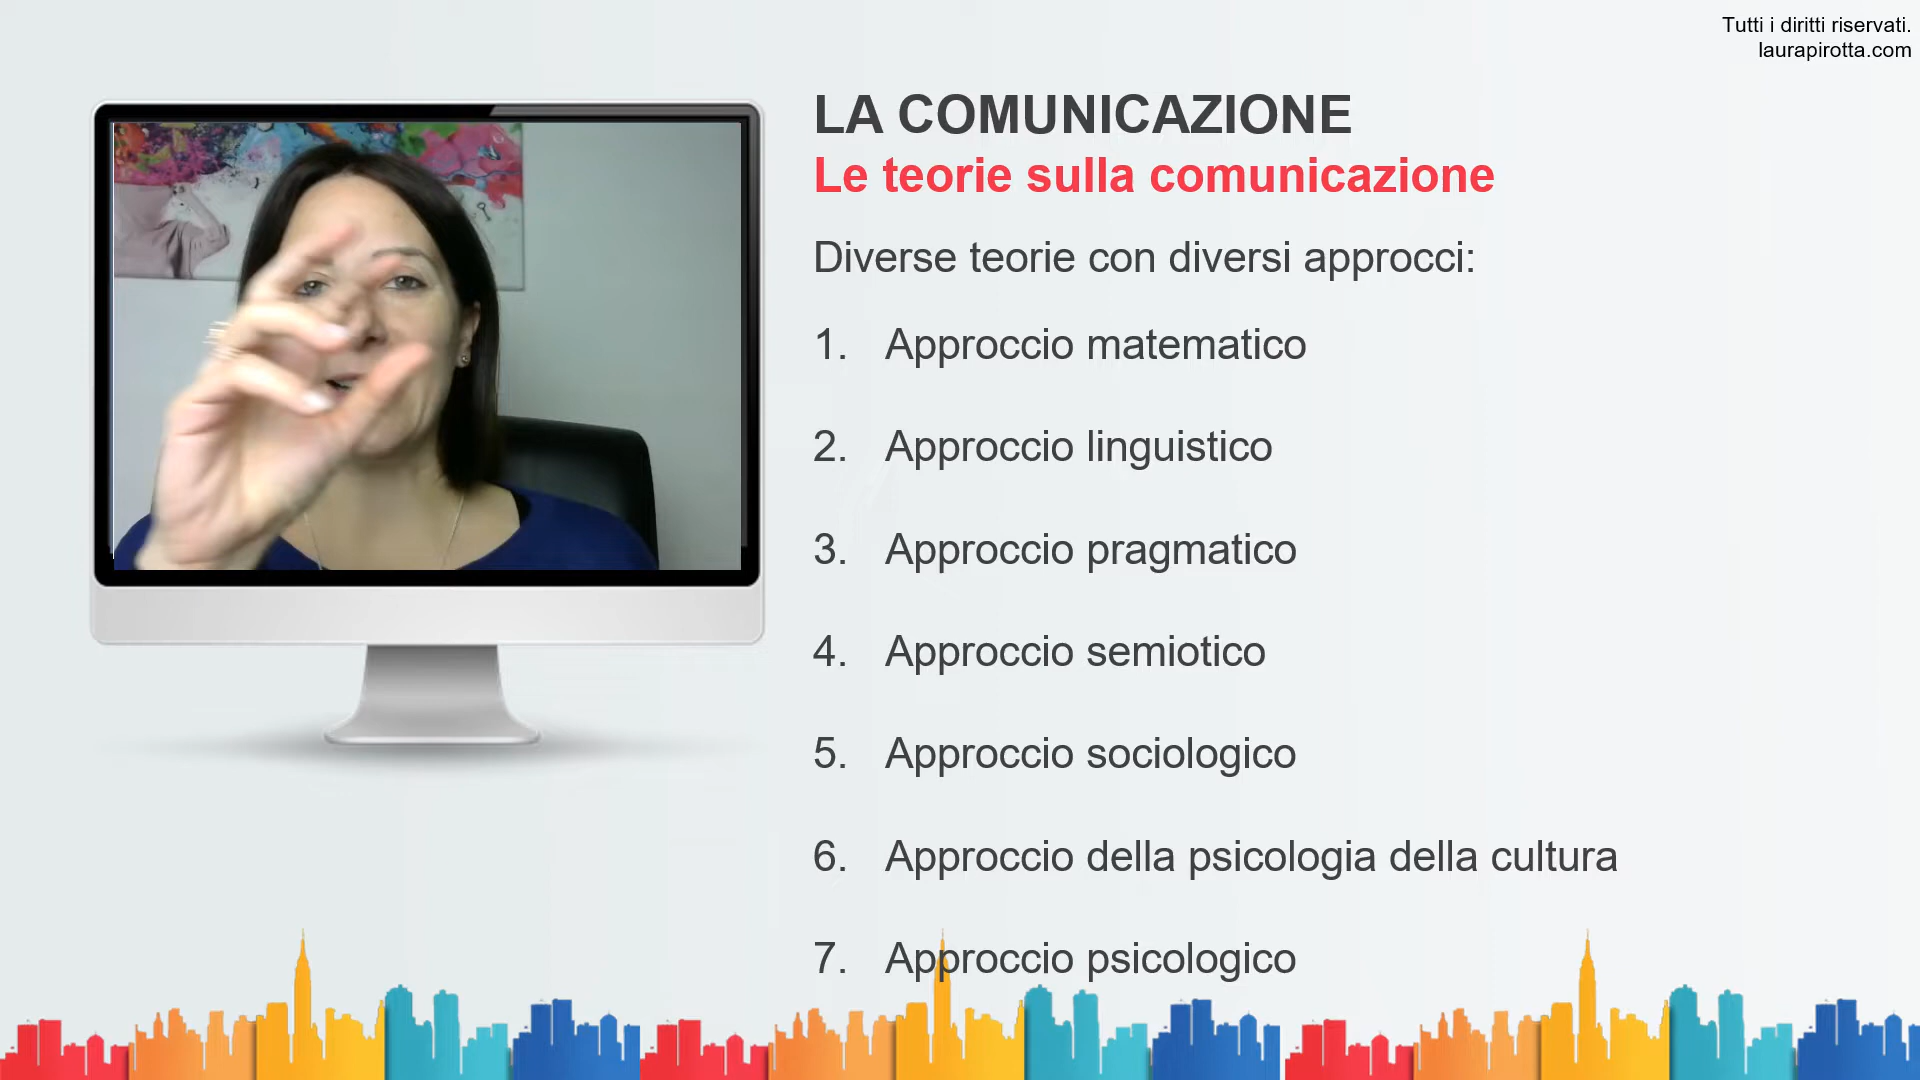 Tutti i diritti riservati.
laurapirotta.com
LA COMUNICAZIONE
Le teorie sulla comunicazione
Diverse teorie con diversi approcci:
1. Approccio matematico
2. Approccio linguistico
3. Approccio pragmatico
4. Approccio semiotico
5. Approccio sociologico
6. Approccio della psicologia della cultura
7. Approccio psicologico